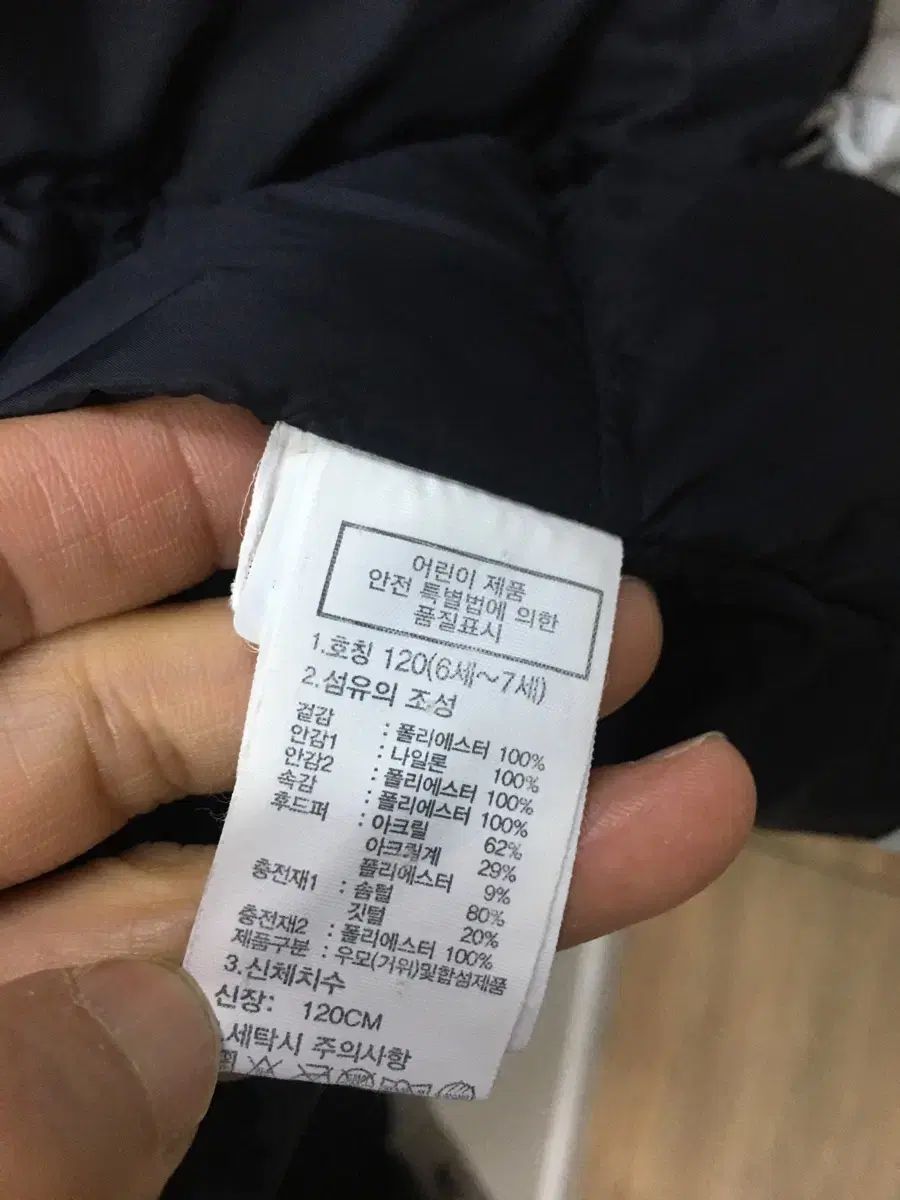 어린이 제품
안전 특별법에 의한
품질표시
1.호칭 120(6세~7세)
2.섬유의 조성
겉감 : 폴리에스터 100%
안감1 : 나일론 100%
안감2 : 폴리에스터 100%
속감 : 폴리에스터 100%
후드퍼 : 아크릴 62%
아크릴계 29%
폴리에스터 9%
충전재1 : 솜털 80%
깃털 20%
충전재2 : 폴리에스터 100%
제품구분 : 우모(거위)및합성제품
3.신체치수
신장: 120CM
.세탁시 주의사항